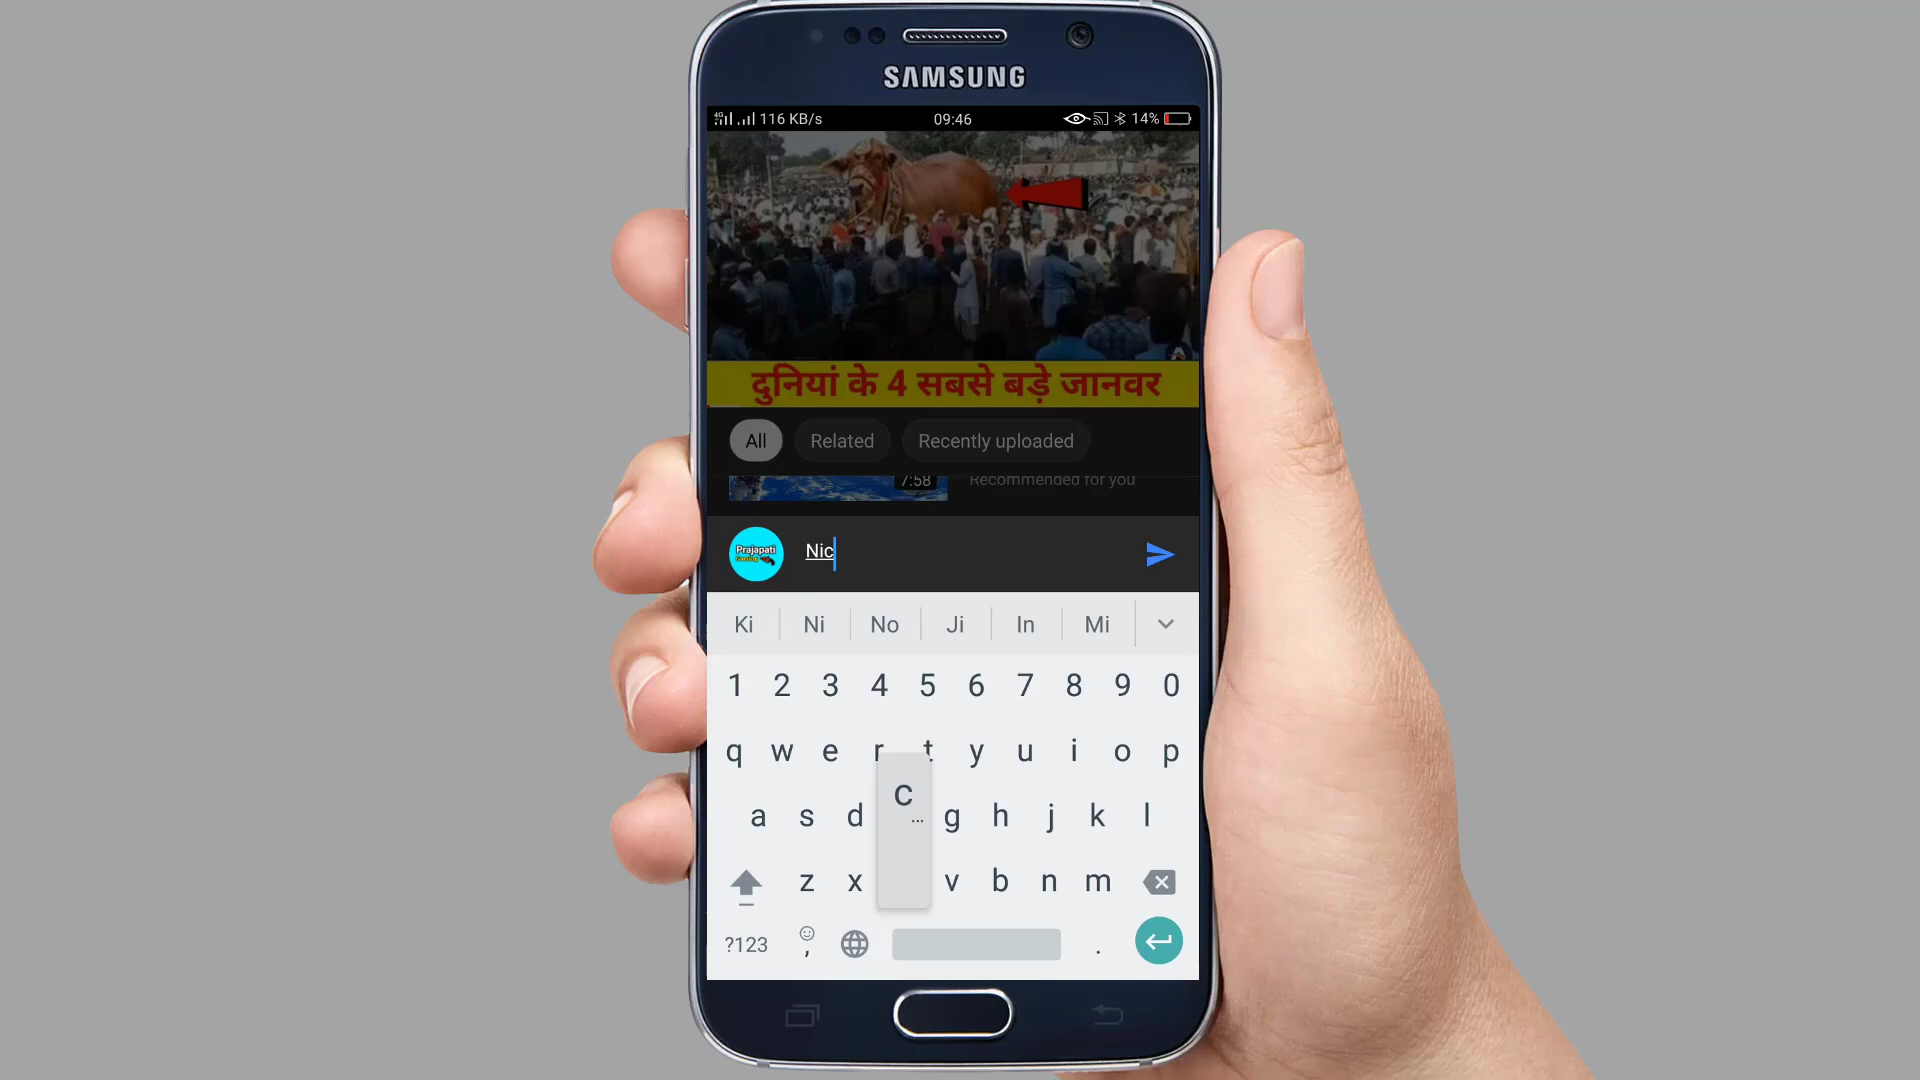 SAMSUNG
4G 116 KB/s 09:46 14%
दुनियां के 4 सबसे बड़े जानवर
All Related Recently uploaded
7:58 Recommended for you
Prajapati
Nic
Ki Ni No Ji In Mi
1 2 3 4 5 6 7 8 9 0
q w e r t y u i o p
a s d c g h j k l
z x v b n m
?123 , .